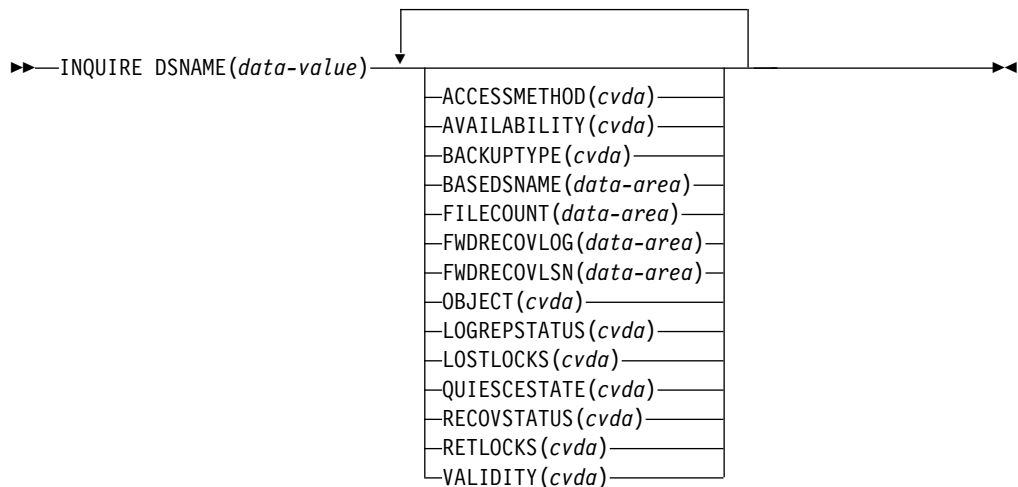 INQUIRE DSNAME(data-value)
ACCESSMETHOD(cvda)
AVAILABILITY(cvda)
BACKUPTYPE(cvda)
BASEDSNAME(data-area)
FILECOUNT(data-area)
FWDRECOVLOG(data-area)
FWDRECOVLSN(data-area)
OBJECT(cvda)
LOGREPSTATUS(cvda)
LOSTLOCKS(cvda)
QUIESCESTATE(cvda)
RECOVSTATUS(cvda)
RETLOCKS(cvda)
VALIDITY(cvda)